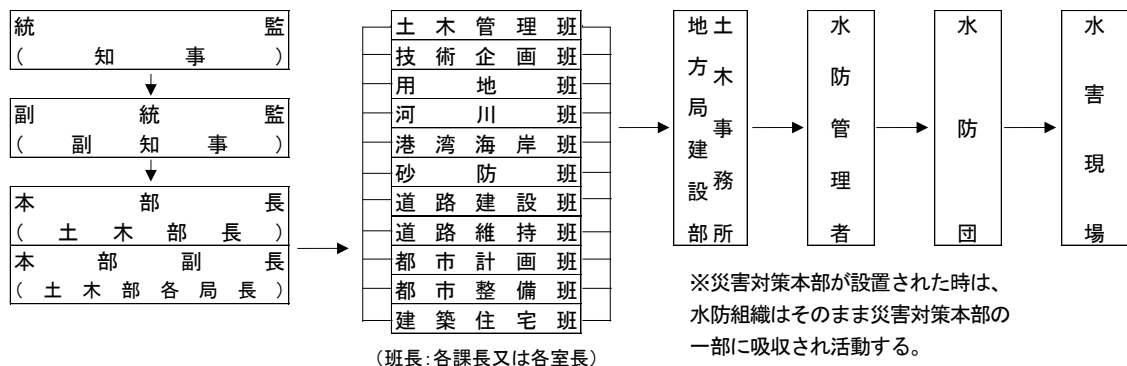 統監
(知事)
副統監
(副知事)
本部長
(土木部長)
本部副長
(土木部各局長)
土木管理班
技術企画班
用地班
河川班
港湾海岸班
砂防班
道路建設班
道路維持班
都市計画班
都市整備班
建築住宅班
(班長:各課長又は各室長)
土木事務所
地方局建設部
水防管理者
水防団
水害現場
※災害対策本部が設置された時は、
水防組織はそのまま災害対策本部の
一部に吸収され活動する。